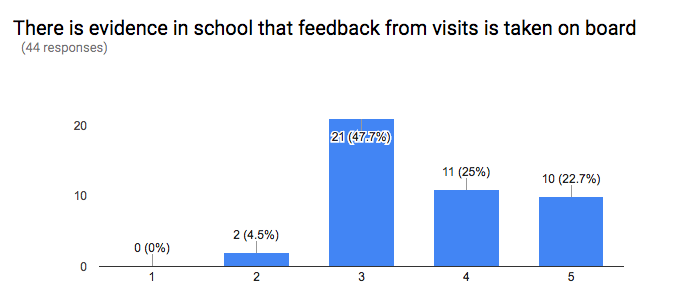 There is evidence in school that feedback from visits is taken on board
(44 responses)
20
21 (47.7%)
11 (25%)
10 (22.7%)
10
2 (4.5%)
0 (0%)
0
1 2 3 4 5